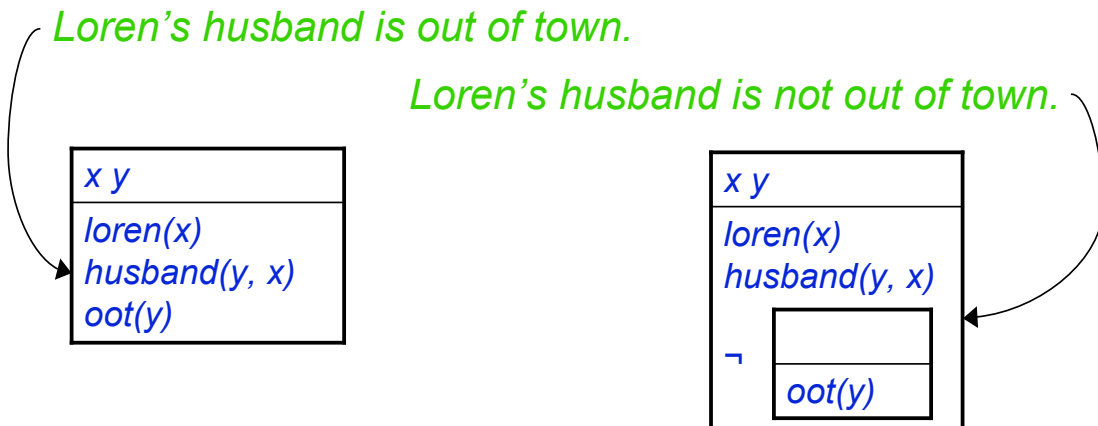 Loren’s husband is out of town.
Loren’s husband is not out of town.
x y
loren(x)
husband(y, x)
oot(y)
x y
loren(x)
husband(y, x)
¬
oot(y)